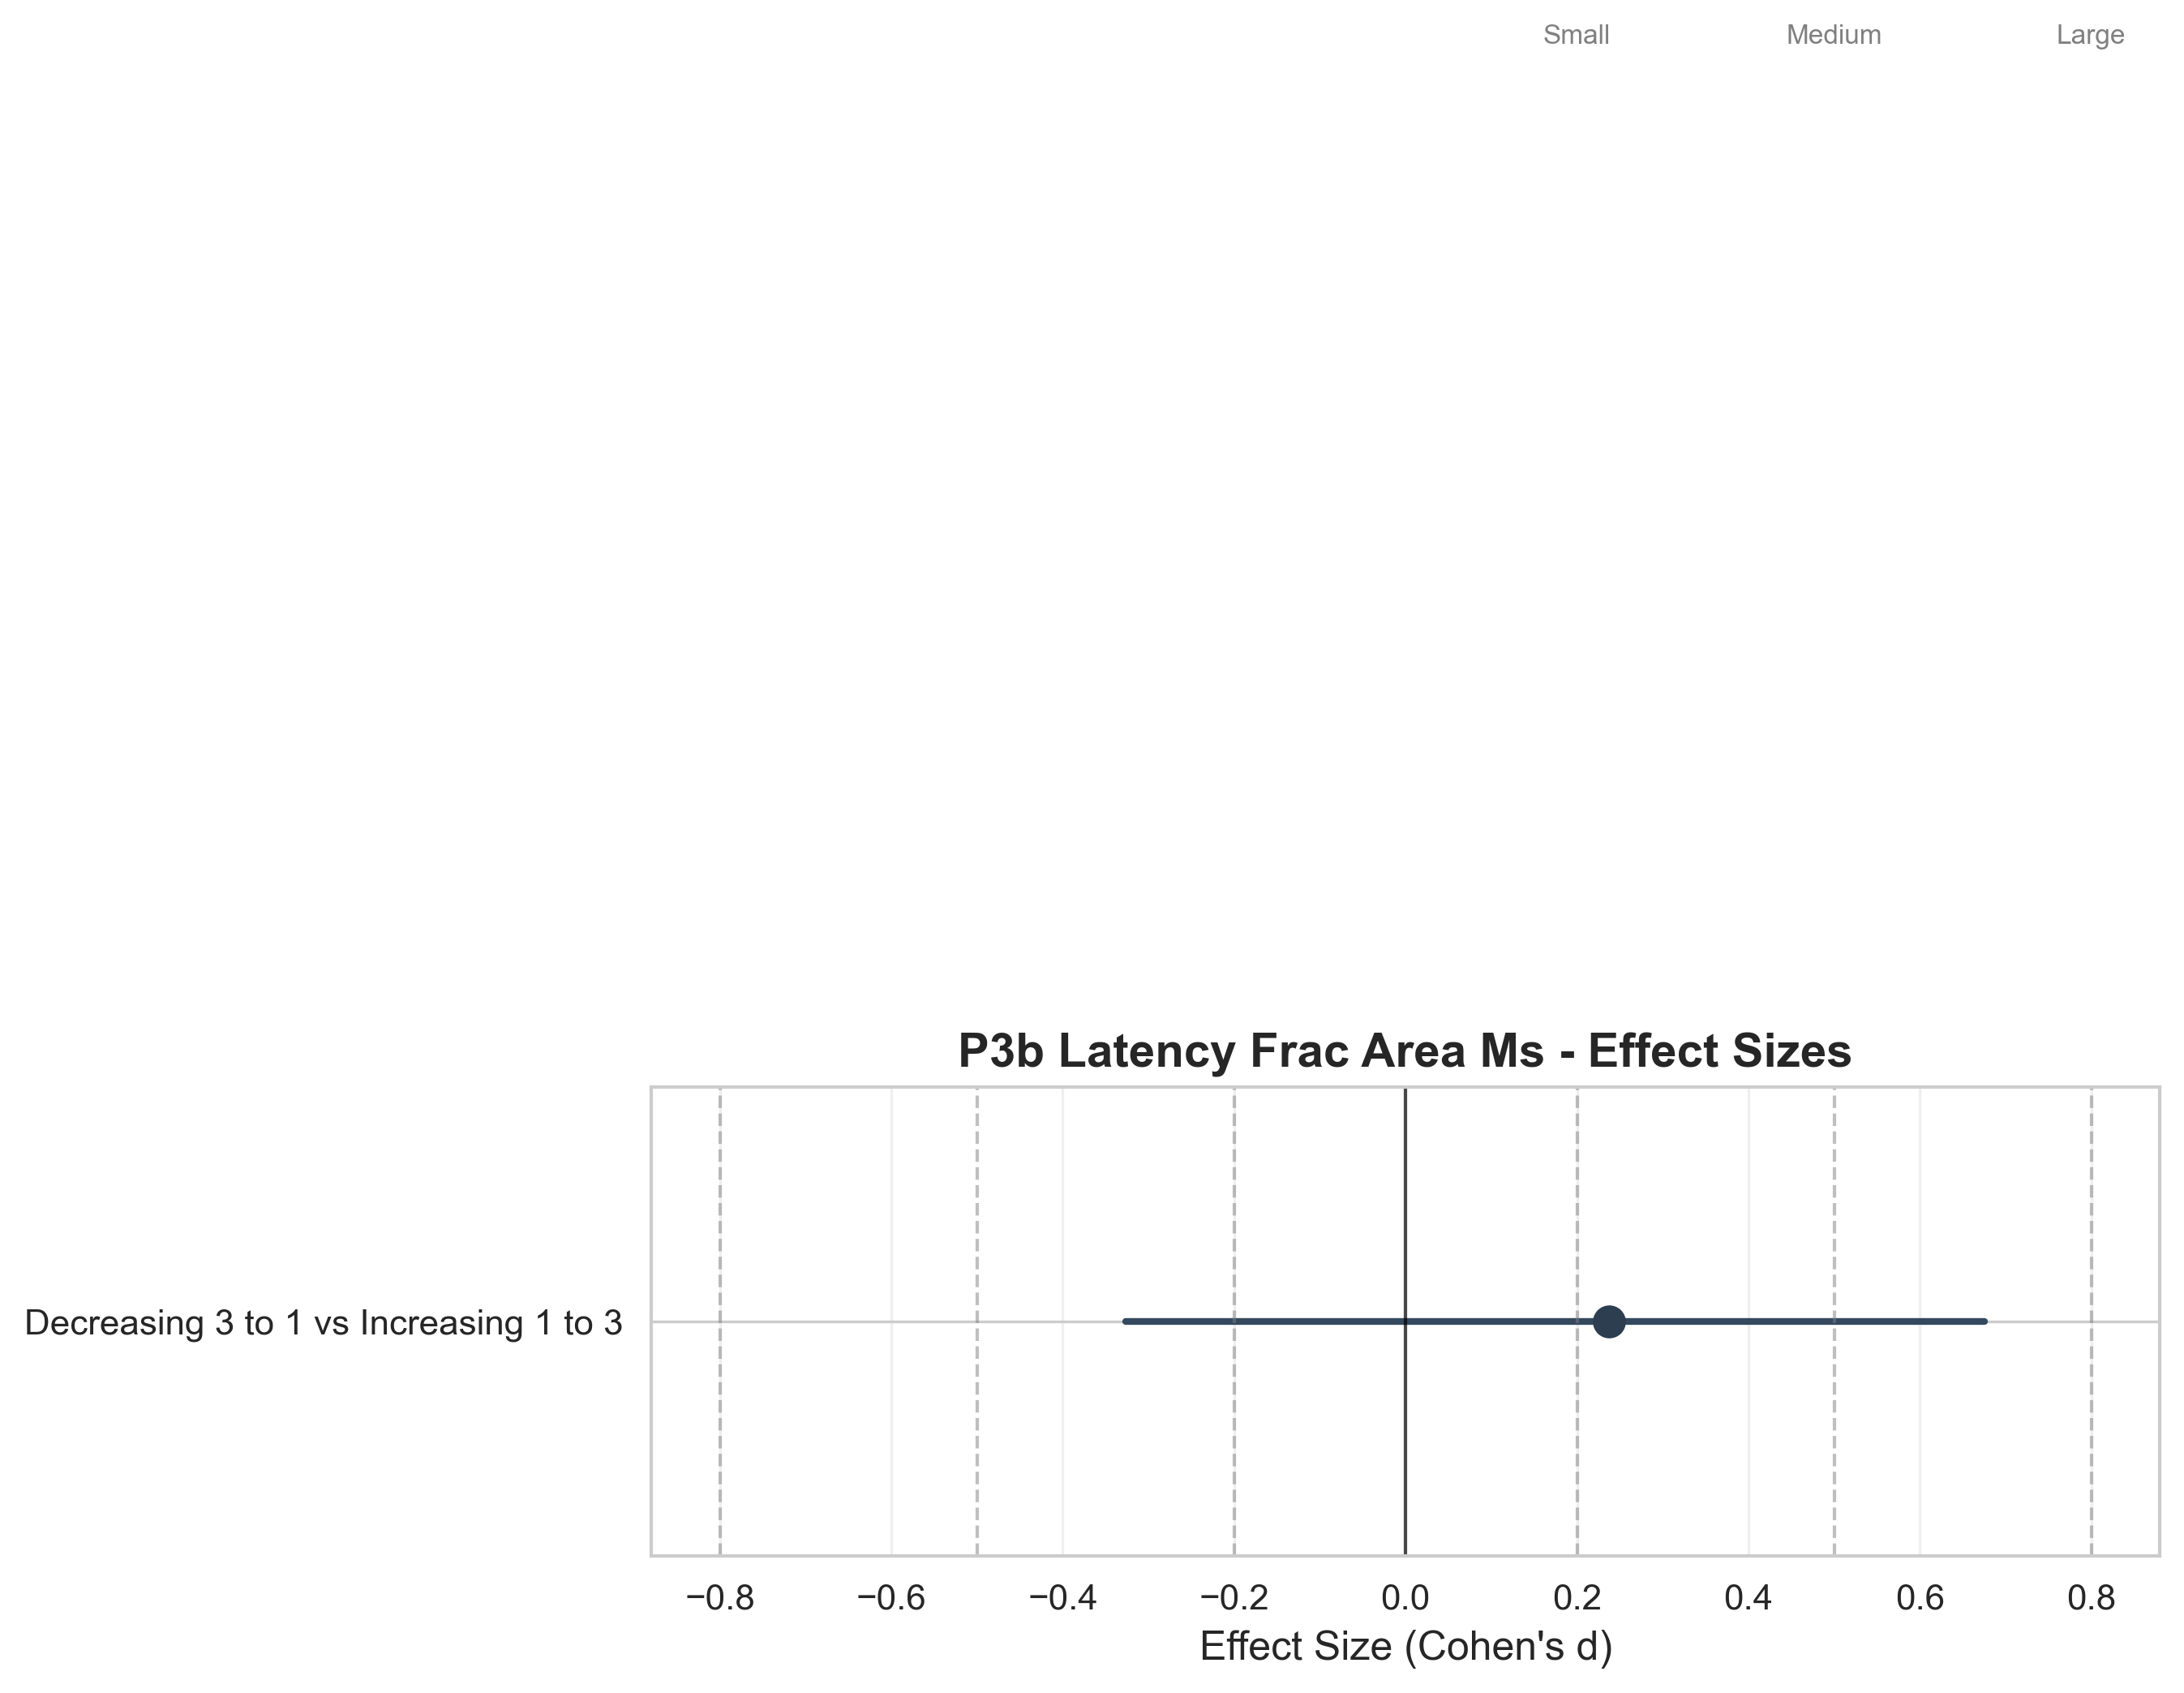 Small Medium Large
P3b Latency Frac Area Ms - Effect Sizes
Decreasing 3 to 1 vs Increasing 1 to 3
−0.8 −0.6 −0.4 −0.2 0.0 0.2 0.4 0.6 0.8
Effect Size (Cohen's d)